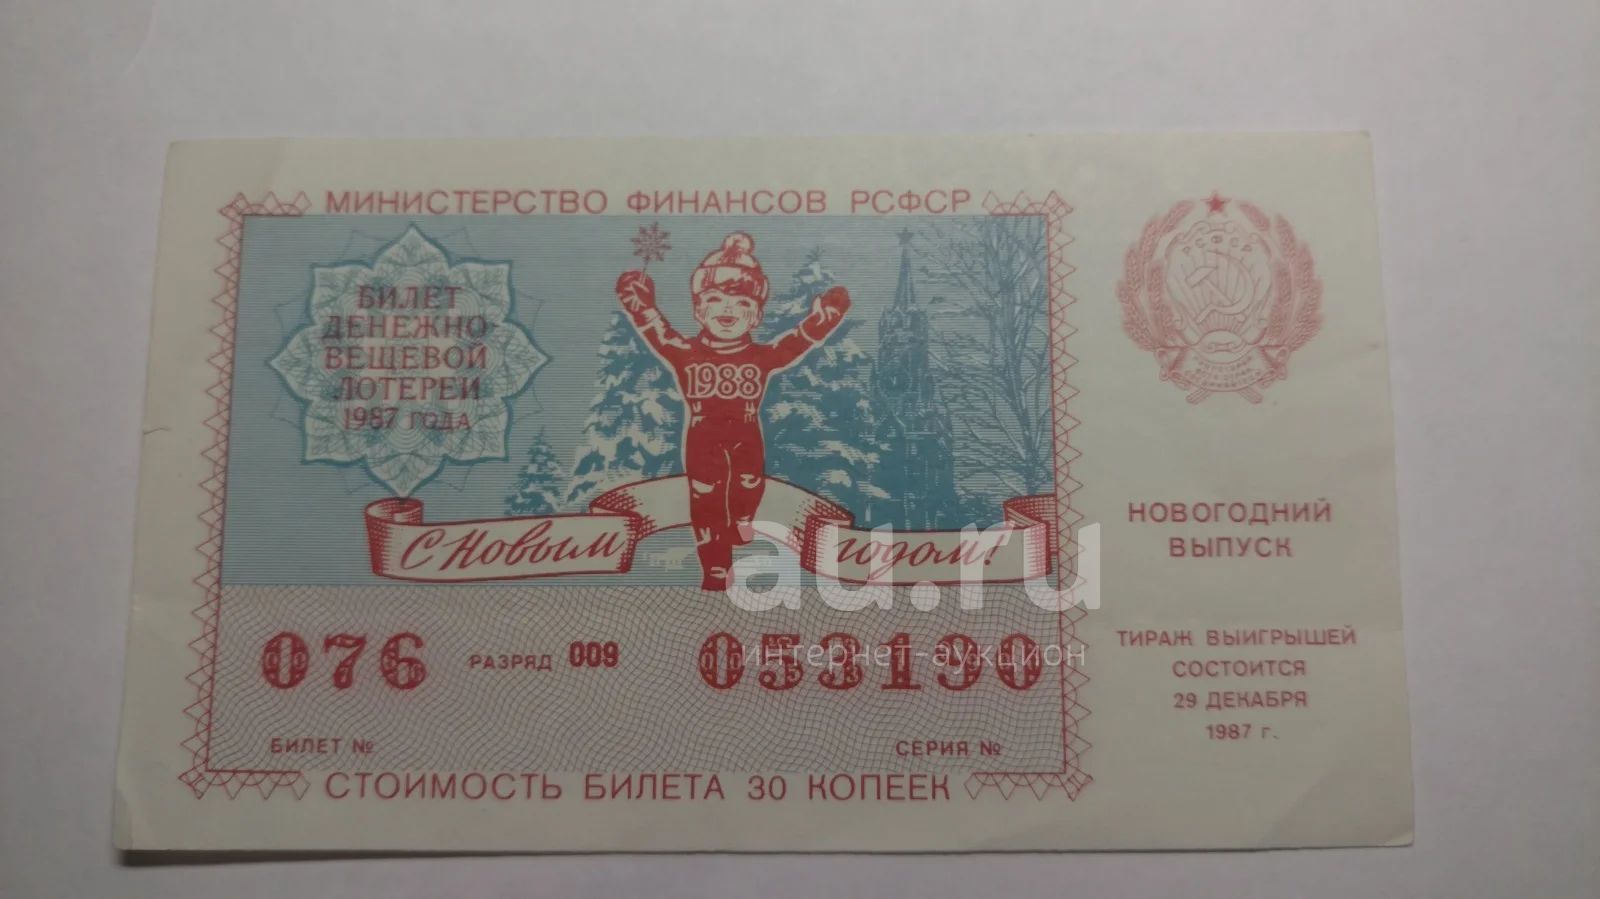 МИНИСТЕРСТВО ФИНАНСОВ РСФСР
БИЛЕТ
ДЕНЕЖНО-
ВЕЩЕВОЙ
ЛОТЕРЕИ
1987 ГОДА
1988
РСФСР
С Новым годом!
НОВОГОДНИЙ
ВЫПУСК
au.ru
интернет-аукцион
076 РАЗРЯД 009 053190
ТИРАЖ ВЫИГРЫШЕЙ
СОСТОИТСЯ
29 ДЕКАБРЯ
1987 г.
БИЛЕТ № СЕРИЯ №
СТОИМОСТЬ БИЛЕТА 30 КОПЕЕК